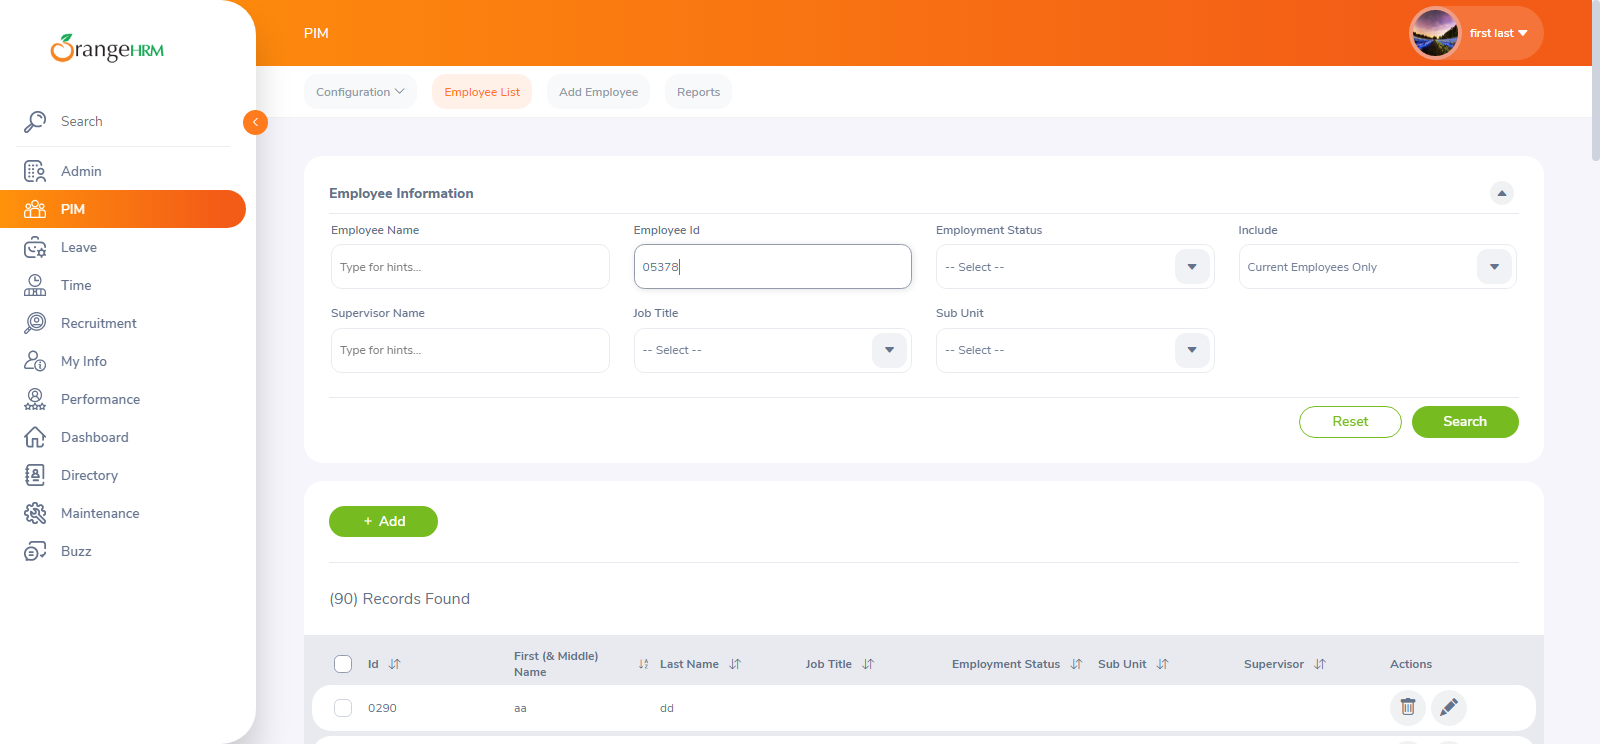 OrangeHRM
PIM
first last
Configuration
Employee List
Add Employee
Reports
Search
Admin
PIM
Leave
Time
Recruitment
My Info
Performance
Dashboard
Directory
Maintenance
Buzz
Employee Information
Employee Name
Employee Id
Employment Status
Include
Type for hints...
05378
-- Select --
Current Employees Only
Supervisor Name
Job Title
Sub Unit
Type for hints...
-- Select --
-- Select --
Reset
Search
+ Add
(90) Records Found
Id
First (& Middle)
Name
Last Name
Job Title
Employment Status
Sub Unit
Supervisor
Actions
0290
aa
dd